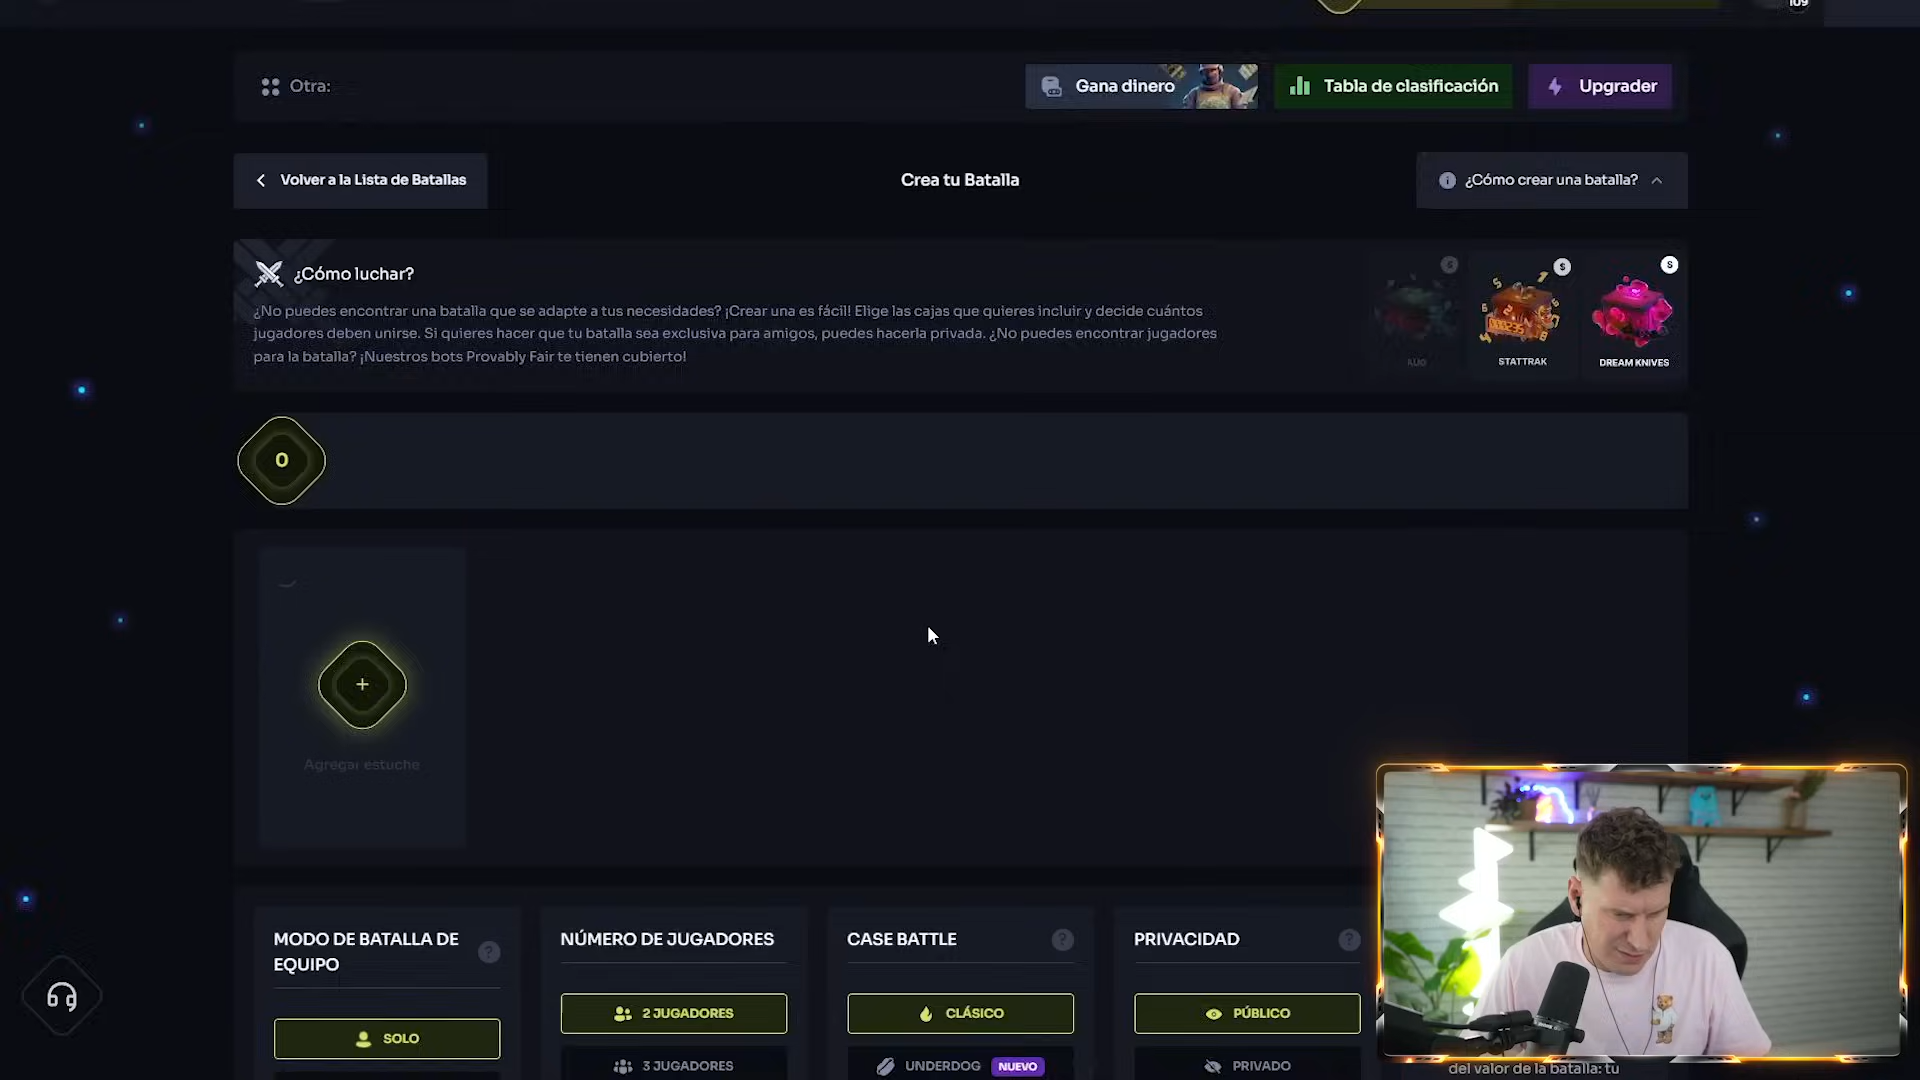 109
Otra:
Gana dinero
Tabla de clasificación
Upgrader
Volver a la Lista de Batallas
Crea tu Batalla
¿Cómo crear una batalla?
¿Cómo luchar?
¿No puedes encontrar una batalla que se adapte a tus necesidades? ¡Crear una es fácil! Elige las cajas que quieres incluir y decide cuántos
jugadores deben unirse. Si quieres hacer que tu batalla sea exclusiva para amigos, puedes hacerla privada. ¿No puedes encontrar jugadores
para la batalla? ¡Nuestros bots Provably Fair te tienen cubierto!
AUG
STATTRAK
DREAM KNIVES
0
Agregar estuche
MODO DE BATALLA DE
EQUIPO
SOLO
NÚMERO DE JUGADORES
2 JUGADORES
3 JUGADORES
CASE BATTLE
CLÁSICO
UNDERDOG NUEVO
PRIVACIDAD
PÚBLICO
PRIVADO
del valor de la batalla: tu